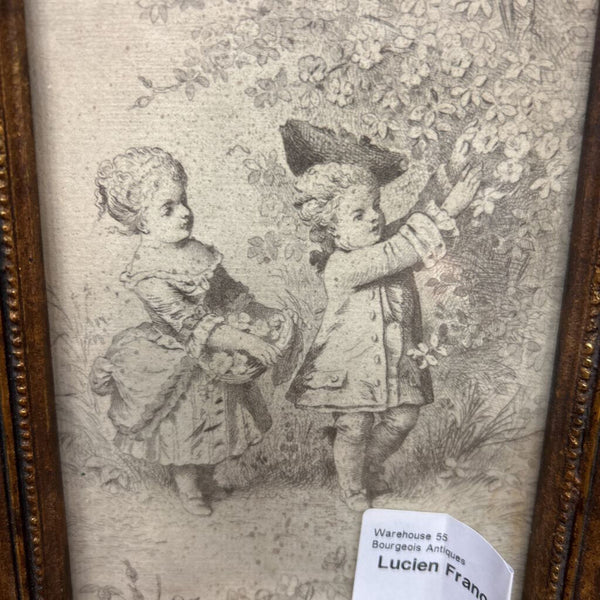 Warehouse 55
Bourgeois Antiques
Lucien Franc